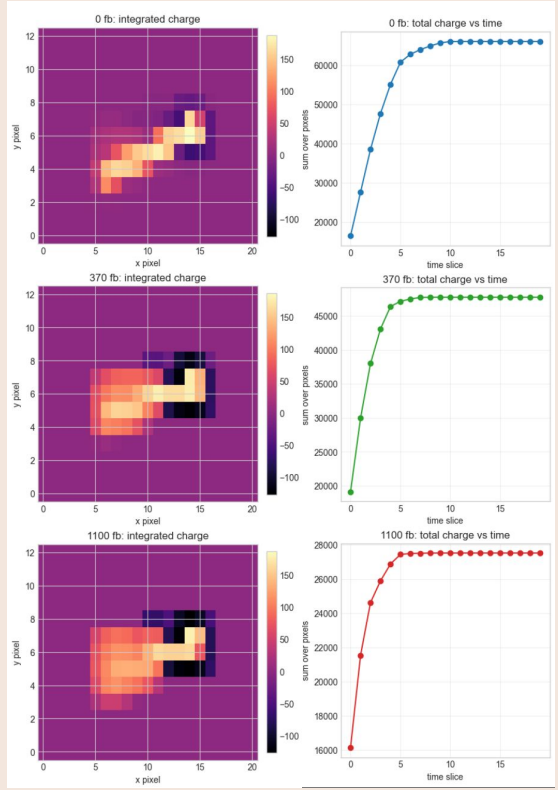 0 fb: integrated charge
12
10
8
6
4
2
0
y pixel
0 5 10 15 20
x pixel
150
100
50
0
−50
−100
0 fb: total charge vs time
60000
50000
40000
30000
20000
sum over pixels
0 5 10 15
time slice
370 fb: integrated charge
12
10
8
6
4
2
0
y pixel
0 5 10 15 20
x pixel
150
100
50
0
−50
−100
370 fb: total charge vs time
45000
40000
35000
30000
25000
20000
sum over pixels
0 5 10 15
time slice
1100 fb: integrated charge
12
10
8
6
4
2
0
y pixel
0 5 10 15 20
x pixel
150
100
50
0
−50
−100
1100 fb: total charge vs time
28000
26000
24000
22000
20000
18000
16000
sum over pixels
0 5 10 15
time slice